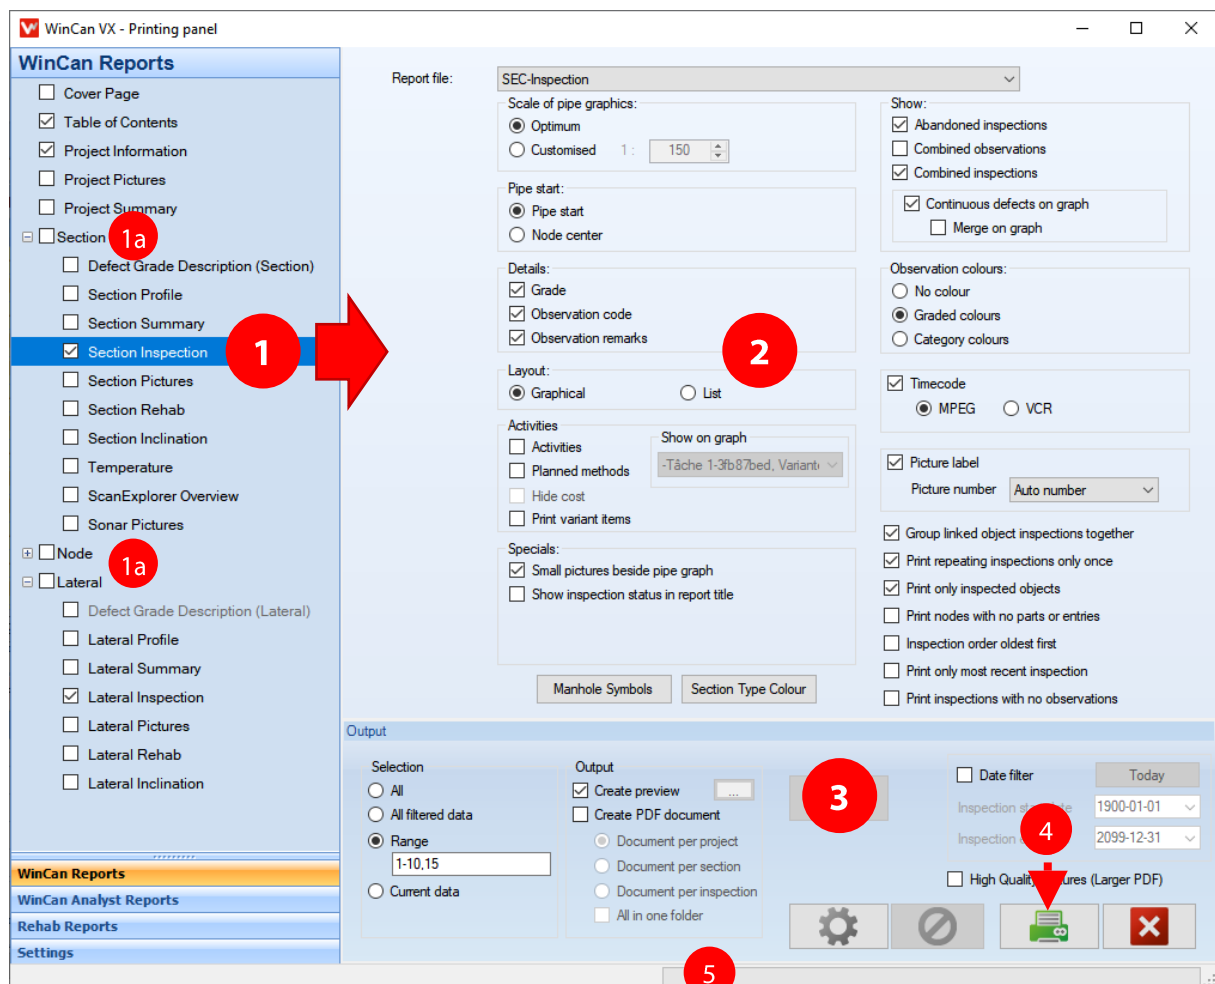 WinCan VX - Printing panel
WinCan Reports
Cover Page
Table of Contents
Project Information
Project Pictures
Project Summary
Section
1a
Defect Grade Description (Section)
Section Profile
Section Summary
Section Inspection
1
Section Pictures
Section Rehab
Section Inclination
Temperature
ScanExplorer Overview
Sonar Pictures
Node
1a
Lateral
Defect Grade Description (Lateral)
Lateral Profile
Lateral Summary
Lateral Inspection
Lateral Pictures
Lateral Rehab
Lateral Inclination
WinCan Reports
WinCan Analyst Reports
Rehab Reports
Settings
Report file: SEC-Inspection
Scale of pipe graphics:
Optimum
Customised 1 : 150
Pipe start:
Pipe start
Node center
Details:
Grade
Observation code
Observation remarks
2
Layout:
Graphical List
Activities
Activities
Planned methods
Hide cost
Print variant items
Show on graph
-Tâche 1-3fb87bed, Variant
Specials:
Small pictures beside pipe graph
Show inspection status in report title
Manhole Symbols Section Type Colour
Show:
Abandoned inspections
Combined observations
Combined inspections
Continuous defects on graph
Merge on graph
Observation colours:
No colour
Graded colours
Category colours
Timecode
MPEG VCR
Picture label
Picture number Auto number
Group linked object inspections together
Print repeating inspections only once
Print only inspected objects
Print nodes with no parts or entries
Inspection order oldest first
Print only most recent inspection
Print inspections with no observations
Output
Selection
All
All filtered data
Range
1-10,15
Current data
Output
Create preview ...
Create PDF document
Document per project
Document per section
Document per inspection
All in one folder
3
Date filter Today
Inspection 1900-01-01
Inspection 2099-12-31
4
High Quality (Larger PDF)
5